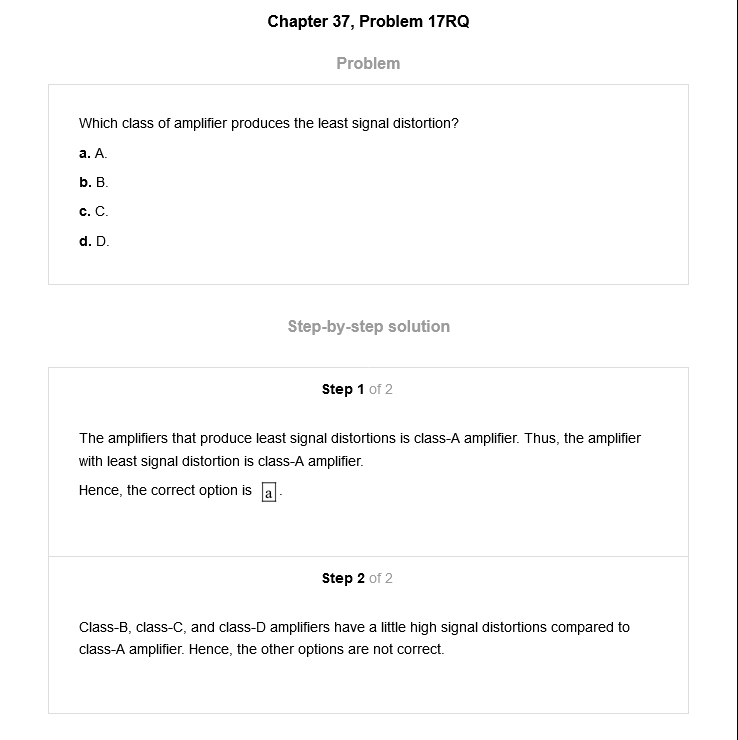 Chapter 37, Problem 17RQ
Problem
Which class of amplifier produces the least signal distortion?
a. A.
b. B.
c. C.
d. D.
Step-by-step solution
Step 1 of 2
The amplifiers that produce least signal distortions is class-A amplifier. Thus, the amplifier
with least signal distortion is class-A amplifier.
Hence, the correct option is a.
Step 2 of 2
Class-B, class-C, and class-D amplifiers have a little high signal distortions compared to
class-A amplifier. Hence, the other options are not correct.